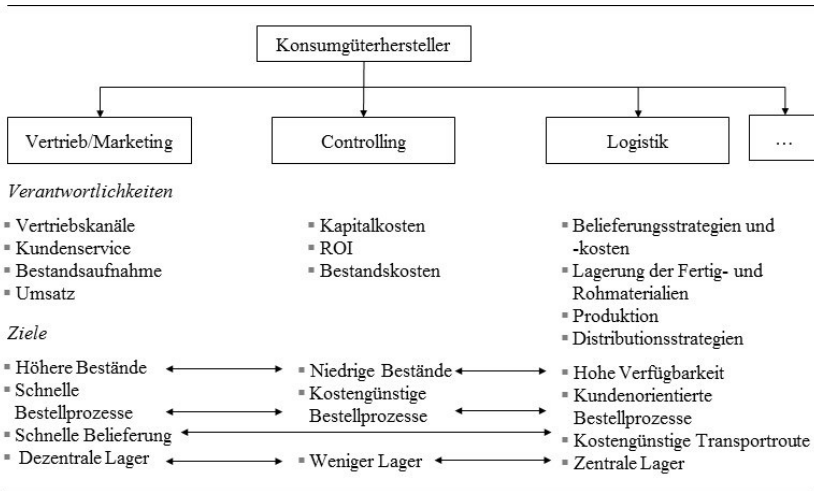 Konsumgüterhersteller
Vertrieb/Marketing
Controlling
Logistik
...
Verantwortlichkeiten
▪ Vertriebskanäle
▪ Kundenservice
▪ Bestandsaufnahme
▪ Umsatz
▪ Kapitalkosten
▪ ROI
▪ Bestandskosten
▪ Belieferungsstrategien und
-kosten
▪ Lagerung der Fertig- und
Rohmaterialien
▪ Produktion
▪ Distributionsstrategien
Ziele
▪ Höhere Bestände
▪ Schnelle
Bestellprozesse
▪ Schnelle Belieferung
▪ Dezentrale Lager
▪ Niedrige Bestände
▪ Kostengünstige
Bestellprozesse
▪ Weniger Lager
▪ Hohe Verfügbarkeit
▪ Kundenorientierte
Bestellprozesse
▪ Kostengünstige Transportroute
▪ Zentrale Lager